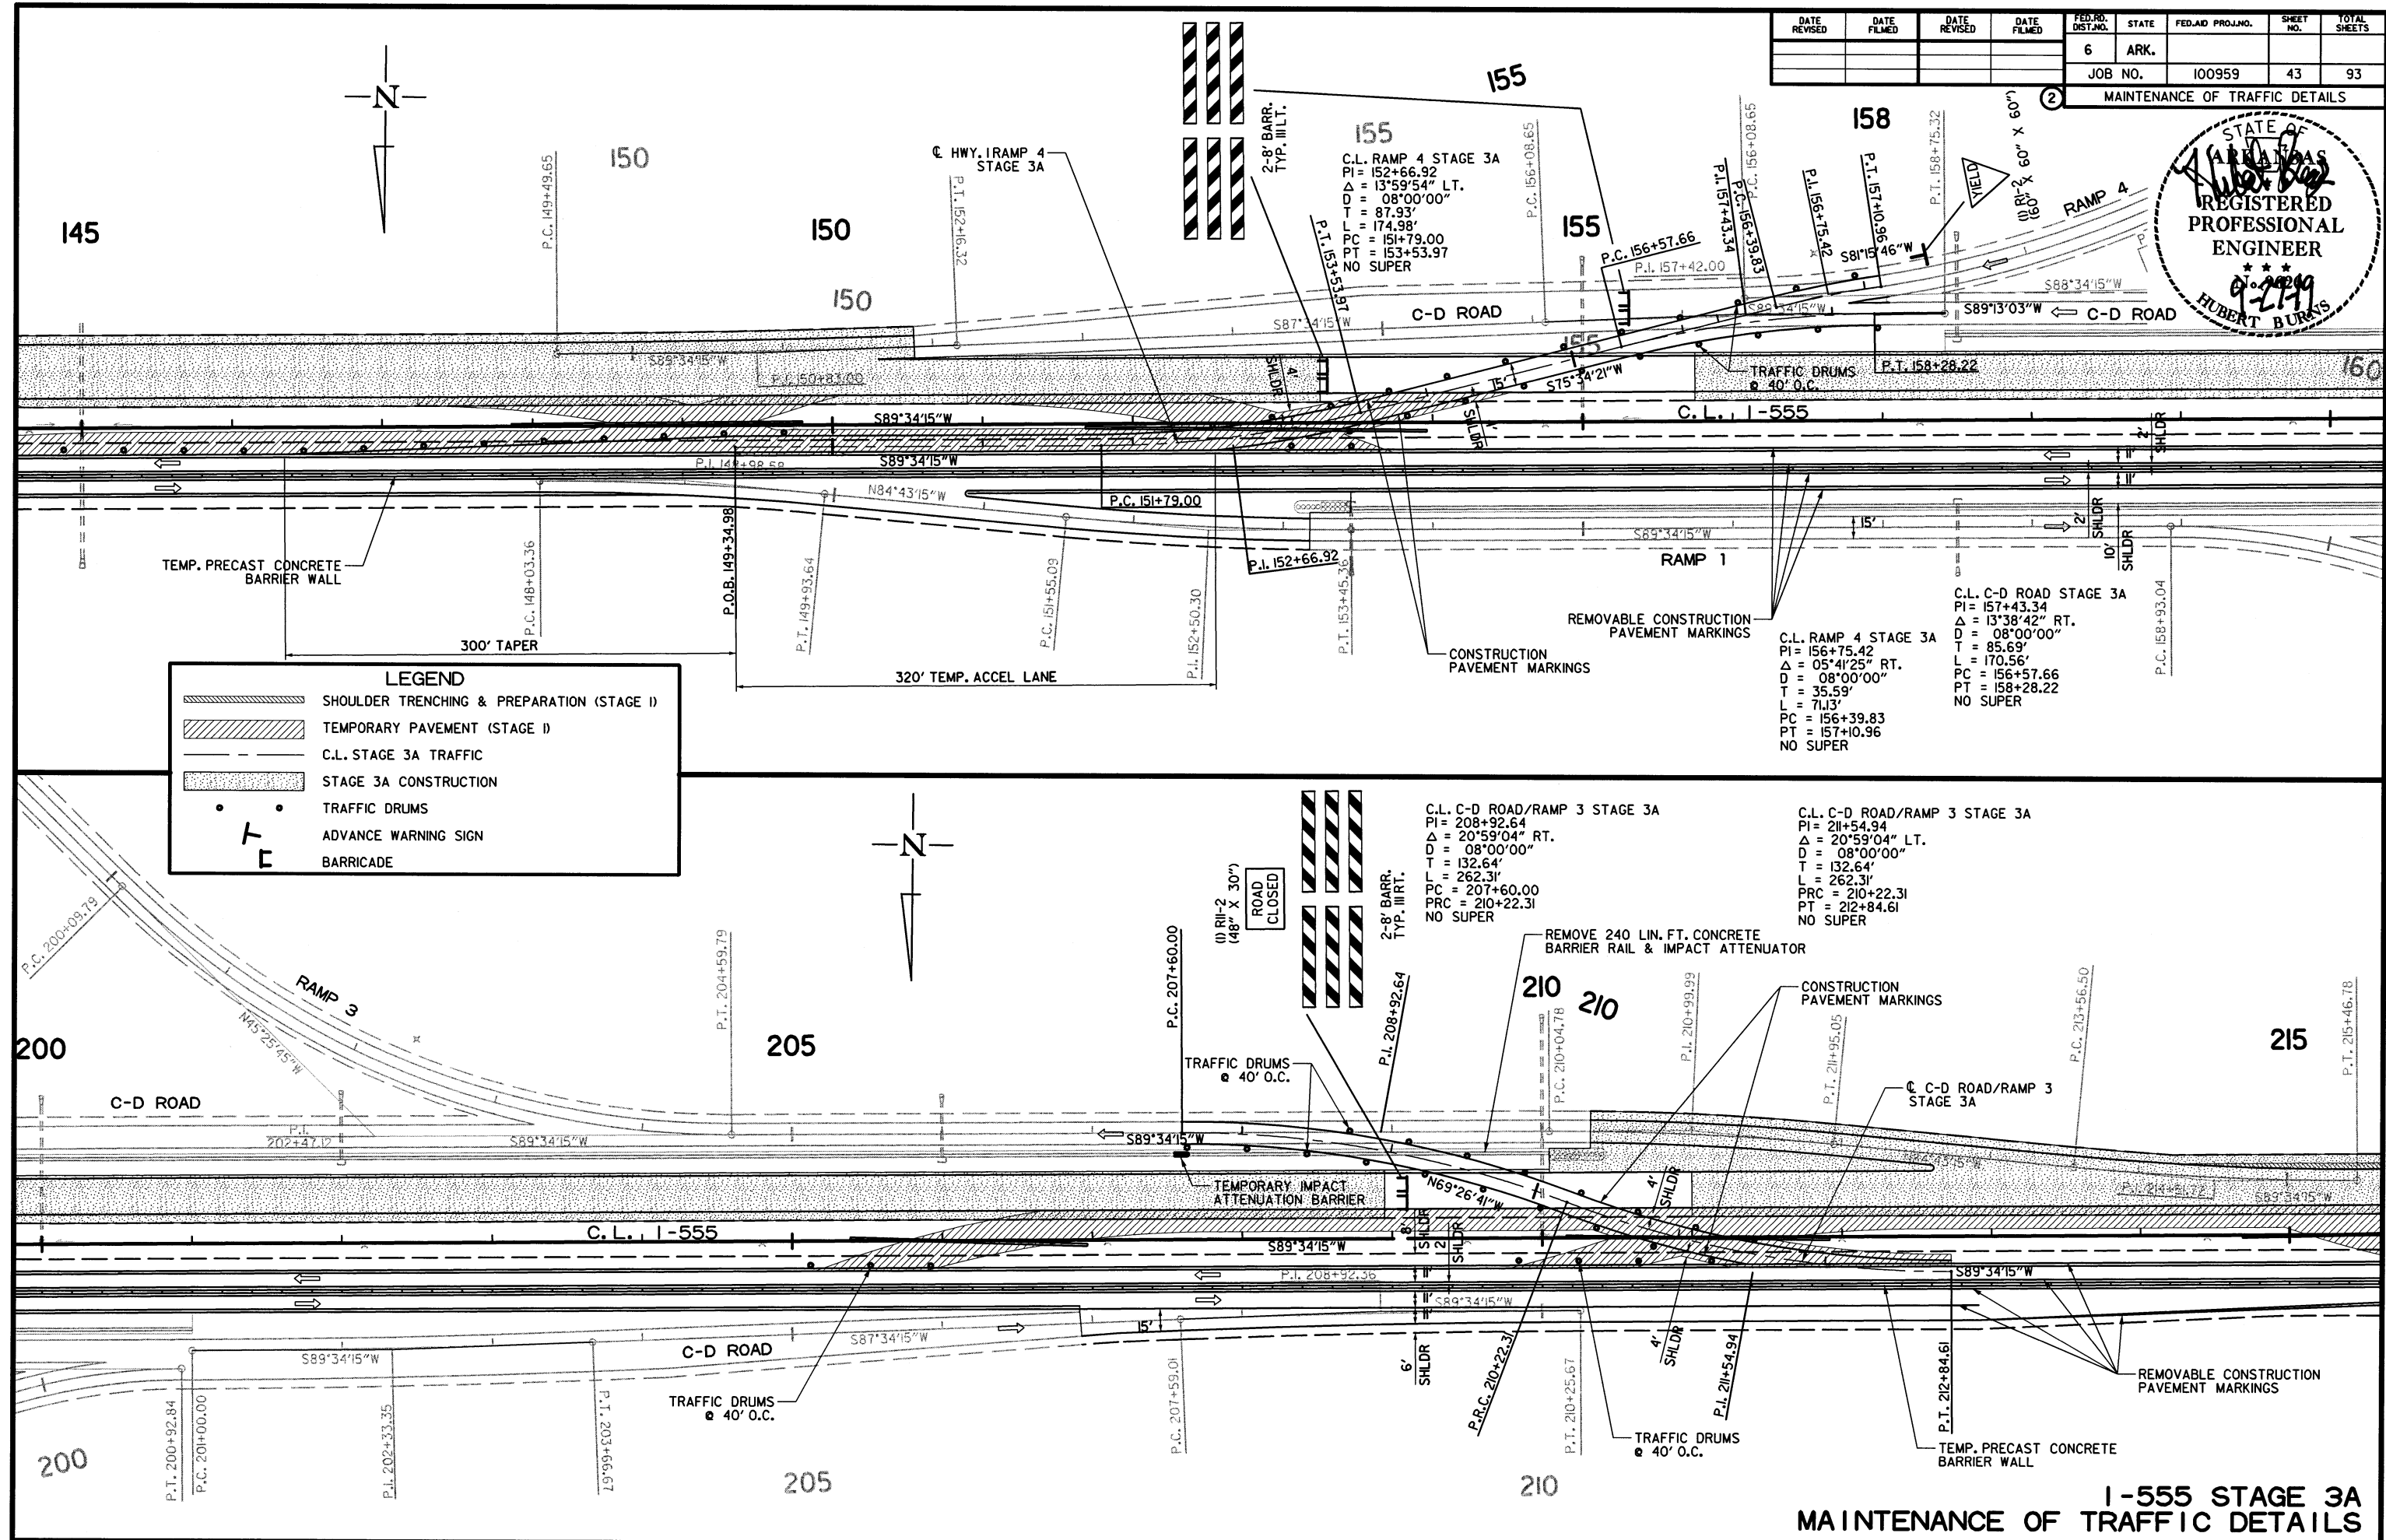 DATE REVISED
DATE FILMED
DATE REVISED
DATE FILMED
FED.RD. DIST.NO.
STATE
FED.AID PROJ.NO.
SHEET NO.
TOTAL SHEETS
6
ARK.
JOB NO.
100959
43
93
2
MAINTENANCE OF TRAFFIC DETAILS
STATE OF
ARKANSAS
REGISTERED
PROFESSIONAL
ENGINEER
HUBERT BURNS
9-27-19
N
145
150
150
150
155
155
155
155
158
160
P.C. 149+49.65
P.T. 152+16.32
℄ HWY. 1 RAMP 4
STAGE 3A
2-8' BARR.
TYP. III LT.
C.L. RAMP 4 STAGE 3A
PI = 152+66.92
Δ = 13°59'54" LT.
D = 08°00'00"
T = 87.93'
L = 174.98'
PC = 151+79.00
PT = 153+53.97
NO SUPER
P.T. 153+53.97
P.C. 156+08.65
P.C. 156+57.66
P.I. 157+42.00
P.I. 157+43.34
P.C. 156+39.83
P.C. 156+08.65
P.I. 156+75.42
P.T. 157+10.96
S81°15'46"W
P.T. 158+75.32
YIELD
(1) R1-2
(60" X 60" X 60")
RAMP 4
S88°34'15"W
S89°13'03"W
C-D ROAD
S87°34'15"W
C-D ROAD
S89°34'15"W
S89°34'15"W
P.I. 150+83.00
4'
SHLDR
15'
S75°34'21"W
TRAFFIC DRUMS
@ 40' O.C.
P.T. 158+28.22
S89°34'15"W
4'
SHLDR
C.L. I-555
2'
SHLDR
P.I. 149+98.58
S89°34'15"W
11'
11'
N84°43'15"W
P.C. 151+79.00
15'
S89°34'15"W
2'
SHLDR
10'
SHLDR
RAMP 1
P.I. 152+66.92
TEMP. PRECAST CONCRETE
BARRIER WALL
P.C. 148+03.36
P.O.B. 149+34.98
P.T. 149+93.64
P.C. 151+55.09
P.I. 152+50.30
P.T. 153+45.36
P.C. 158+93.04
300' TAPER
320' TEMP. ACCEL LANE
CONSTRUCTION
PAVEMENT MARKINGS
REMOVABLE CONSTRUCTION
PAVEMENT MARKINGS
C.L. RAMP 4 STAGE 3A
PI = 156+75.42
Δ = 05°41'25" RT.
D = 08°00'00"
T = 35.59'
L = 71.13'
PC = 156+39.83
PT = 157+10.96
NO SUPER
C.L. C-D ROAD STAGE 3A
PI = 157+43.34
Δ = 13°38'42" RT.
D = 08°00'00"
T = 85.69'
L = 170.56'
PC = 156+57.66
PT = 158+28.22
NO SUPER
LEGEND
SHOULDER TRENCHING & PREPARATION (STAGE 1)
TEMPORARY PAVEMENT (STAGE 1)
C.L. STAGE 3A TRAFFIC
STAGE 3A CONSTRUCTION
TRAFFIC DRUMS
ADVANCE WARNING SIGN
BARRICADE
N
P.C. 200+09.79
RAMP 3
N45°25'45"W
P.T. 204+59.79
P.C. 207+60.00
(1) R11-2
(48" X 30")
ROAD
CLOSED
2-8' BARR.
TYP. III RT.
C.L. C-D ROAD/RAMP 3 STAGE 3A
PI = 208+92.64
Δ = 20°59'04" RT.
D = 08°00'00"
T = 132.64'
L = 262.31'
PC = 207+60.00
PRC = 210+22.31
NO SUPER
C.L. C-D ROAD/RAMP 3 STAGE 3A
PI = 211+54.94
Δ = 20°59'04" LT.
D = 08°00'00"
T = 132.64'
L = 262.31'
PRC = 210+22.31
PT = 212+84.61
NO SUPER
REMOVE 240 LIN. FT. CONCRETE
BARRIER RAIL & IMPACT ATTENUATOR
P.I. 208+92.64
200
205
210
210
215
P.C. 210+04.78
P.I. 210+99.99
P.T. 211+95.05
P.C. 213+56.50
P.T. 215+46.78
CONSTRUCTION
PAVEMENT MARKINGS
TRAFFIC DRUMS
@ 40' O.C.
℄ C-D ROAD/RAMP 3
STAGE 3A
C-D ROAD
P.I.
202+47.12
S89°34'15"W
S89°34'15"W
TEMPORARY IMPACT
ATTENUATION BARRIER
N69°26'41"W
4'
SHLDR
N84°43'15"W
P.I. 214+51.72
S89°34'15"W
C.L. I-555
8'
SHLDR
2'
SHLDR
S89°34'15"W
P.I. 208+92.36
11'
S89°34'15"W
11'
S89°34'15"W
11'
15'
S87°34'15"W
S89°34'15"W
C-D ROAD
6'
SHLDR
4'
SHLDR
P.T. 200+92.84
P.C. 201+00.00
P.I. 202+33.35
P.T. 203+66.67
TRAFFIC DRUMS
@ 40' O.C.
P.C. 207+59.01
P.R.C. 210+22.31
P.T. 210+25.67
P.I. 211+54.94
P.T. 212+84.61
REMOVABLE CONSTRUCTION
PAVEMENT MARKINGS
TRAFFIC DRUMS
@ 40' O.C.
TEMP. PRECAST CONCRETE
BARRIER WALL
200
205
210
I-555 STAGE 3A
MAINTENANCE OF TRAFFIC DETAILS